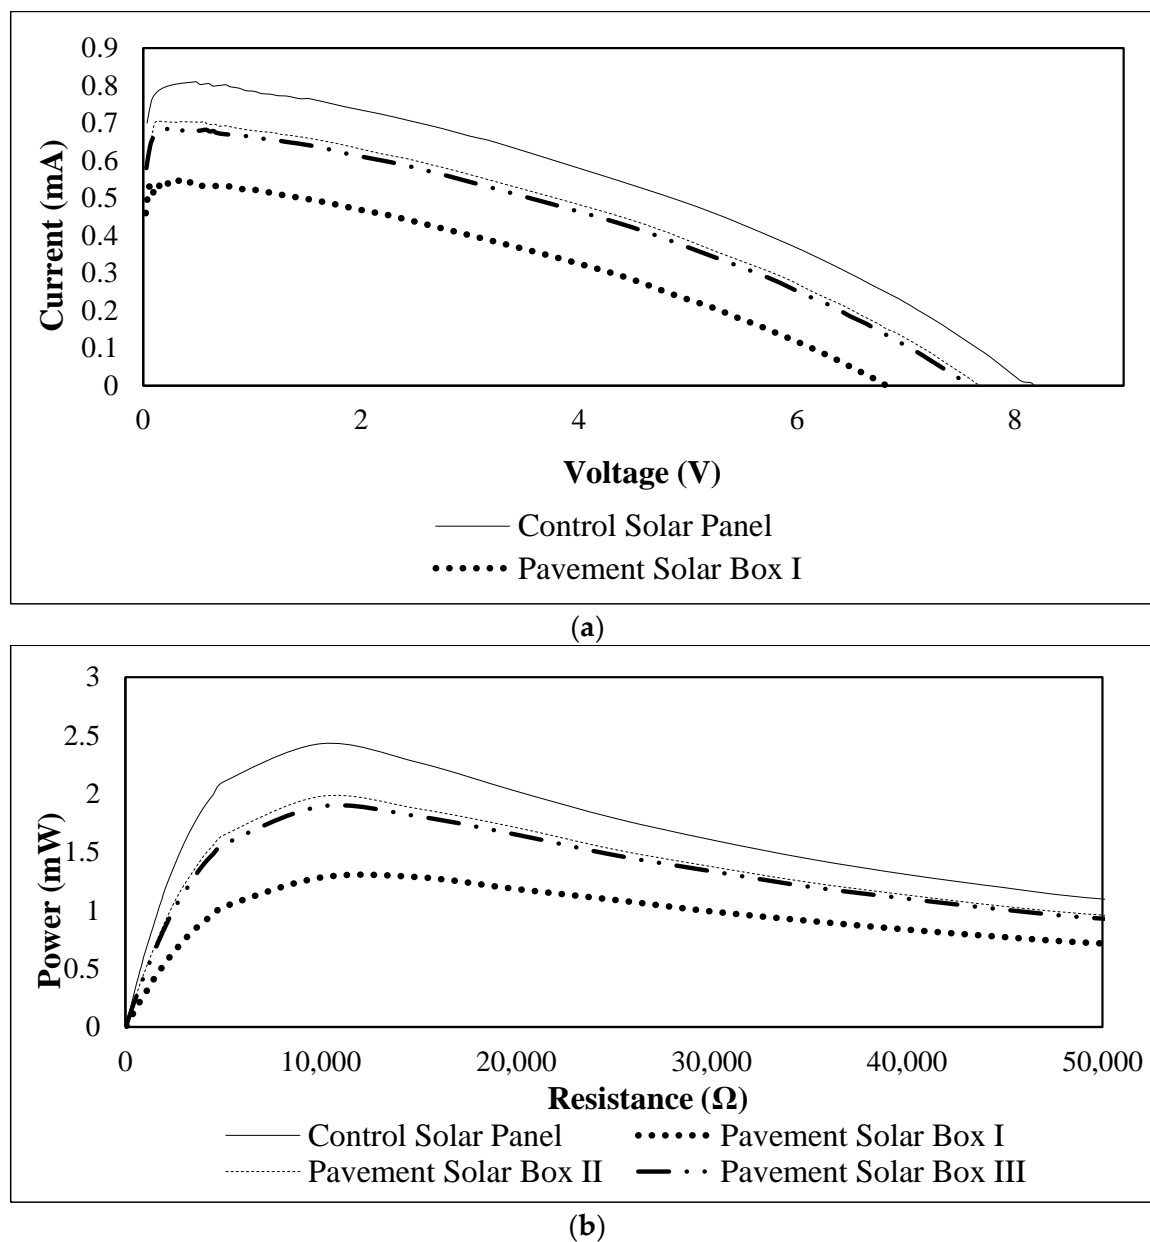 0.9
0.8
0.7
0.6
0.5
0.4
0.3
0.2
0.1
0
Current (mA)
0 2 4 6 8
Voltage (V)
Control Solar Panel
Pavement Solar Box I
(a)
3
2.5
2
1.5
1
0.5
0
Power (mW)
0 10,000 20,000 30,000 40,000 50,000
Resistance (Ω)
Control Solar Panel Pavement Solar Box I
Pavement Solar Box II Pavement Solar Box III
(b)